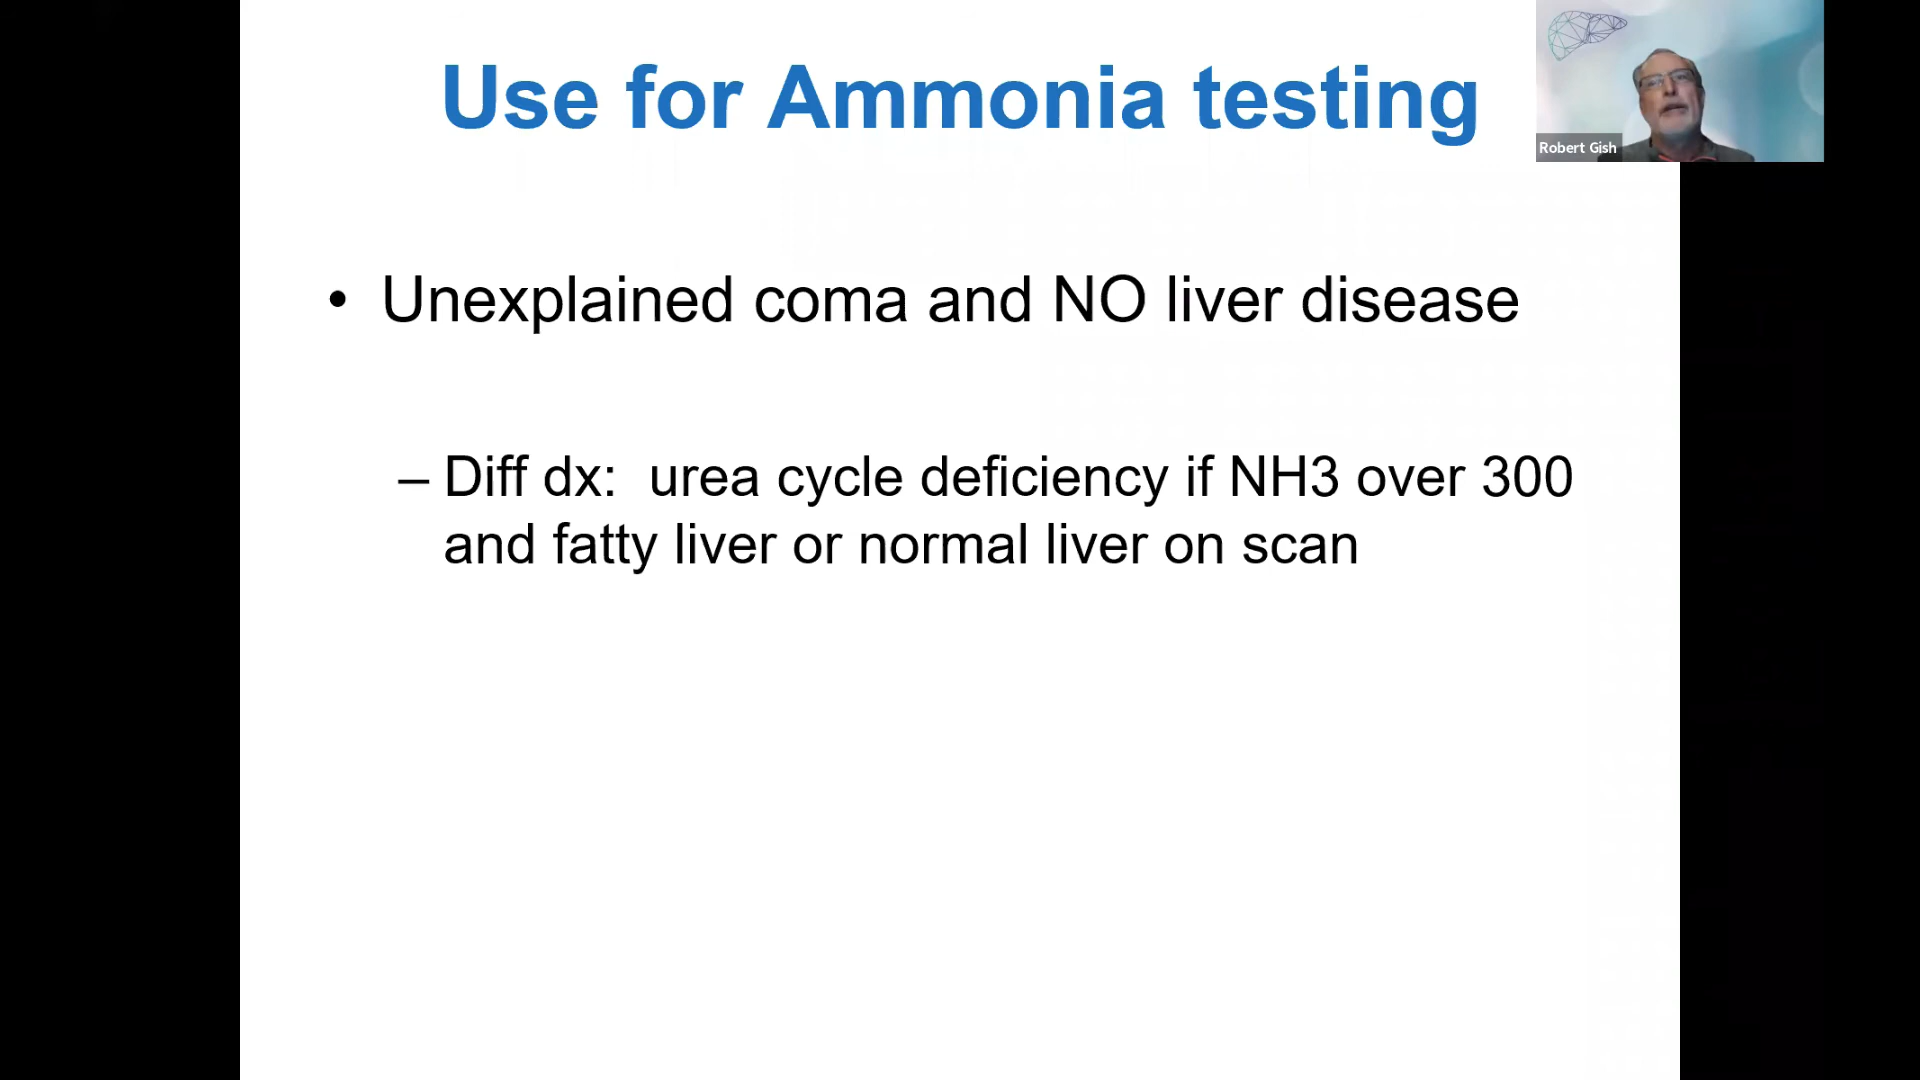 Use for Ammonia testing
Robert Gish
• Unexplained coma and NO liver disease
– Diff dx:  urea cycle deficiency if NH3 over 300
and fatty liver or normal liver on scan